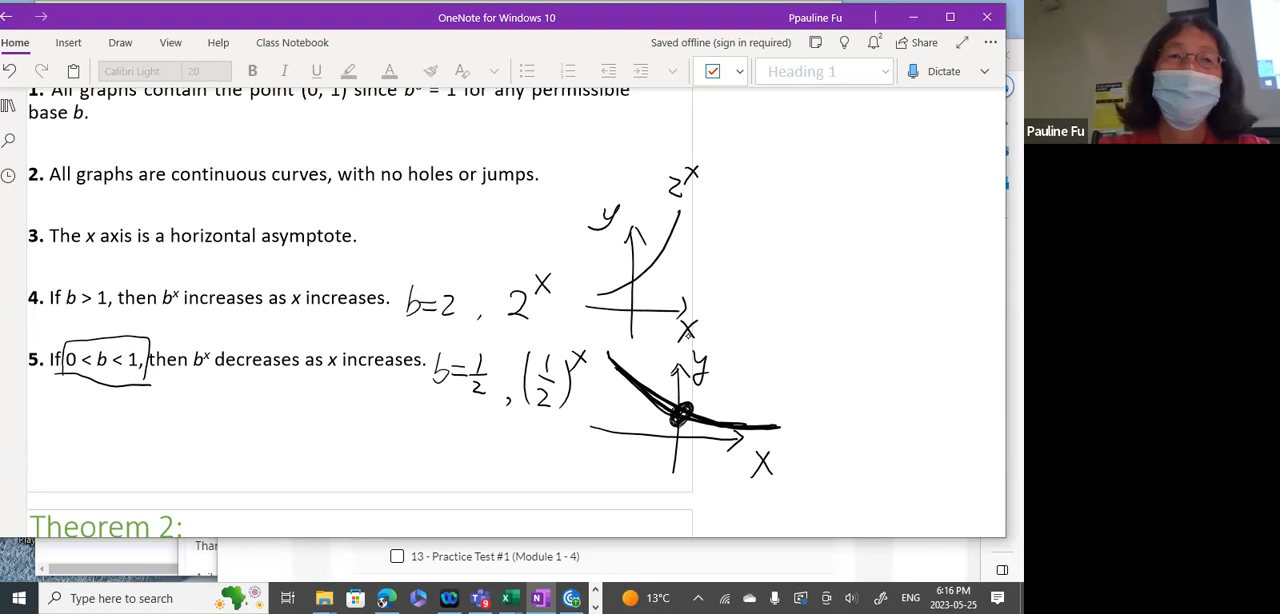 OneNote for Windows 10
Ppauline Fu
Home Insert Draw View Help Class Notebook
Saved offline (sign in required)
Share
Calibri Light 20 B I U A
Heading 1
Dictate
Pauline Fu
1. All graphs contain the point (0, 1) since b⁰ = 1 for any permissible
base b.
2. All graphs are continuous curves, with no holes or jumps.
2^x
3. The x axis is a horizontal asymptote.
y
4. If b > 1, then bˣ increases as x increases. b=2, 2^x
x
5. If 0 < b < 1, then bˣ decreases as x increases. b=1/2, (1/2)^x
y
x
Theorem 2:
13 - Practice Test #1 (Module 1 - 4)
Type here to search
13°C
ENG
6:16 PM
2023-05-25